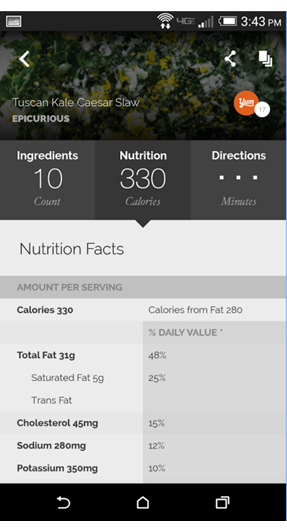 4G 3:43 PM
Tuscan Kale Caesar Slaw
EPICURIOUS
Yum
17
Ingredients Nutrition Directions
10 330 ...
Count Calories Minutes
Nutrition Facts
AMOUNT PER SERVING
Calories 330 Calories from Fat 280
% DAILY VALUE *
Total Fat 31g 48%
Saturated Fat 5g 25%
Trans Fat
Cholesterol 45mg 15%
Sodium 280mg 12%
Potassium 350mg 10%